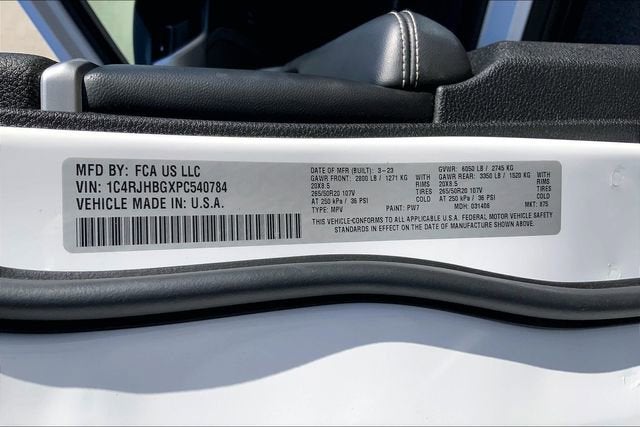 MFD BY: FCA US LLC
VIN: 1C4RJHBGXPC540784
VEHICLE MADE IN: U.S.A.
DATE OF MFR (BUILT): 3-23 GVWR: 6050 LB / 2745 KG
GAWR FRONT: 2800 LB / 1271 KG WITH GAWR REAR: 3350 LB / 1520 KG WITH
20X8.5 RIMS 20X8.5 RIMS
265/50R20 107V TIRES 265/50R20 107V TIRES
AT 250 kPa / 36 PSI COLD AT 250 kPa / 36 PSI COLD
TYPE: MPV PAINT: PW7 MDH: 031406 MKT: 875
THIS VEHICLE CONFORMS TO ALL APPLICABLE U.S.A. FEDERAL MOTOR VEHICLE SAFETY
STANDARDS IN EFFECT ON THE DATE OF MANUFACTURE SHOWN ABOVE.